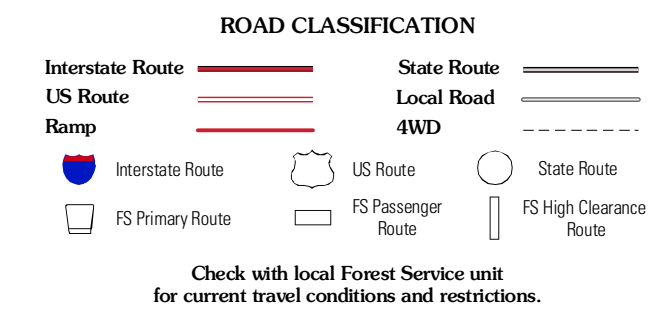 ROAD CLASSIFICATION
Interstate Route
State Route
US Route
Local Road
Ramp
4WD
Interstate Route
US Route
State Route
FS Primary Route
FS Passenger
Route
FS High Clearance
Route
Check with local Forest Service unit
for current travel conditions and restrictions.